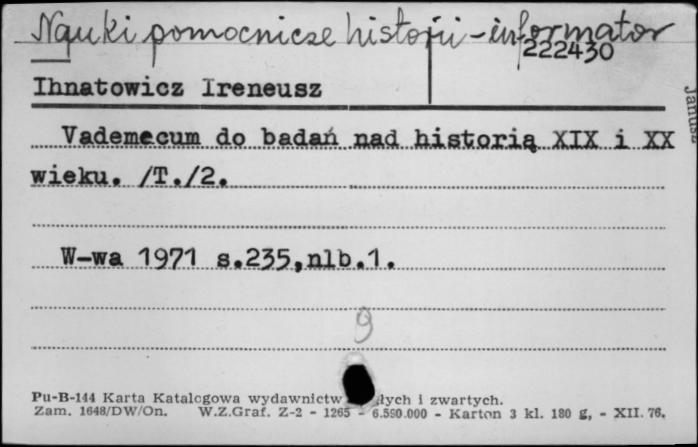 Nauki pomocnicze historii - informator
222430
Ihnatowicz Ireneusz
Janusz
Vademecum do badań nad historią XIX i XX
wieku. /T./2.
W-wa 1971 s.235,nlb.1.
9
Pu-B-144 Karta Katalogowa wydawnictw łych i zwartych.
Zam. 1648/DW/On. W.Z.Graf. Z-2 - 1265 - 6.590.000 - Karton 3 kl. 180 g, - XII. 76.